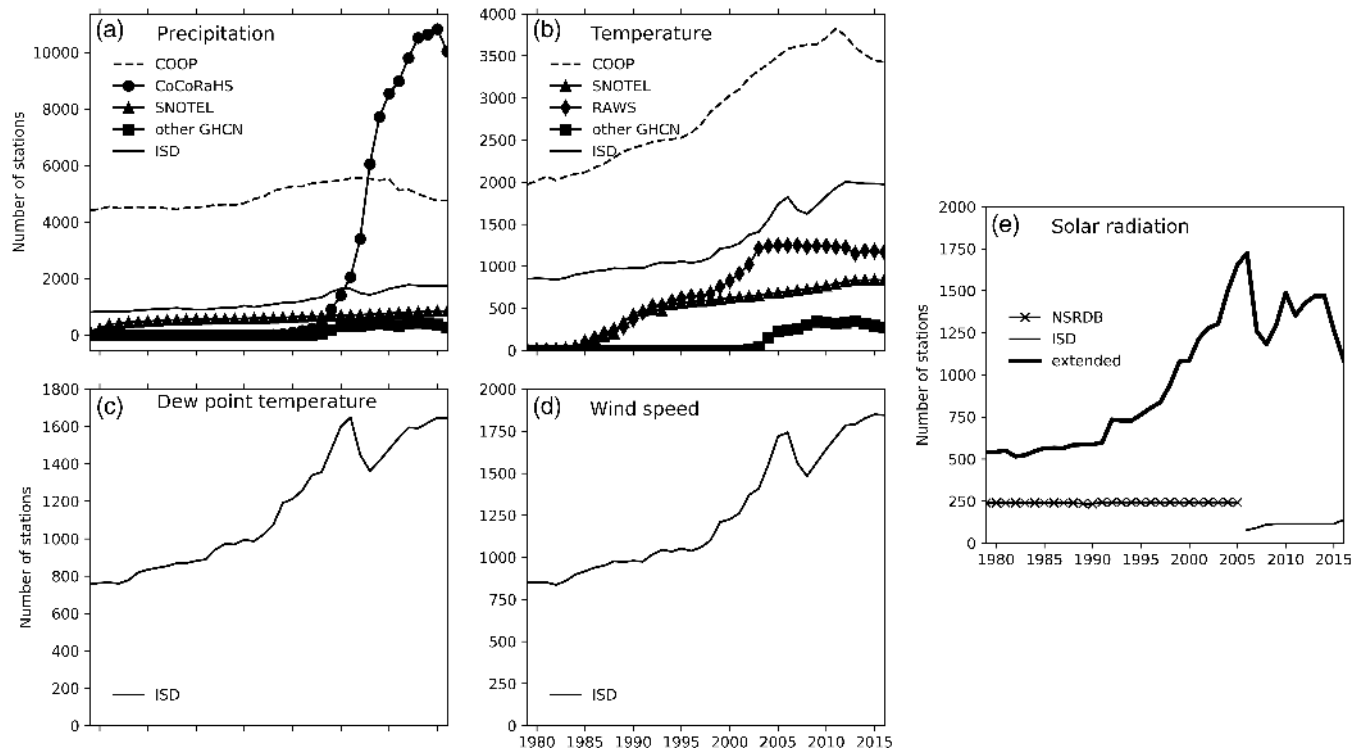 (a) Precipitation
COOP
CoCoRaHS
SNOTEL
other GHCN
ISD
Number of stations
10000
8000
6000
4000
2000
0
(b) Temperature
COOP
SNOTEL
RAWS
other GHCN
ISD
4000
3500
3000
2500
2000
1500
1000
500
0
(c) Dew point temperature
ISD
Number of stations
1800
1600
1400
1200
1000
800
600
400
200
0
(d) Wind speed
ISD
2000
1750
1500
1250
1000
750
500
250
0
1980 1985 1990 1995 2000 2005 2010 2015
(e) Solar radiation
NSRDB
ISD
extended
Number of stations
2000
1750
1500
1250
1000
750
500
250
0
1980 1985 1990 1995 2000 2005 2010 2015